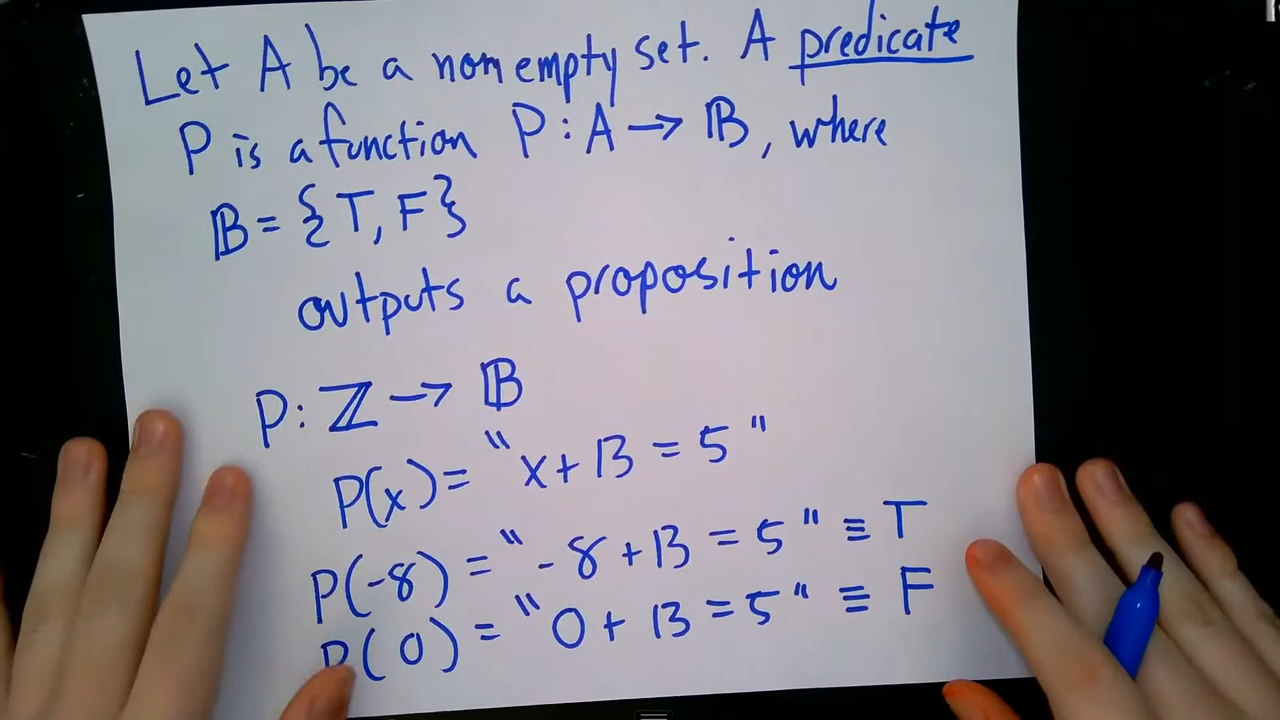 Let A be a nonempty set. A predicate
P is a function P : A → 𝔹, where
𝔹 = {T, F}
outputs a proposition
P : ℤ → 𝔹
P(x) = "x + 13 = 5"
P(-8) = "-8 + 13 = 5" ≡ T
P(0) = "0 + 13 = 5" ≡ F